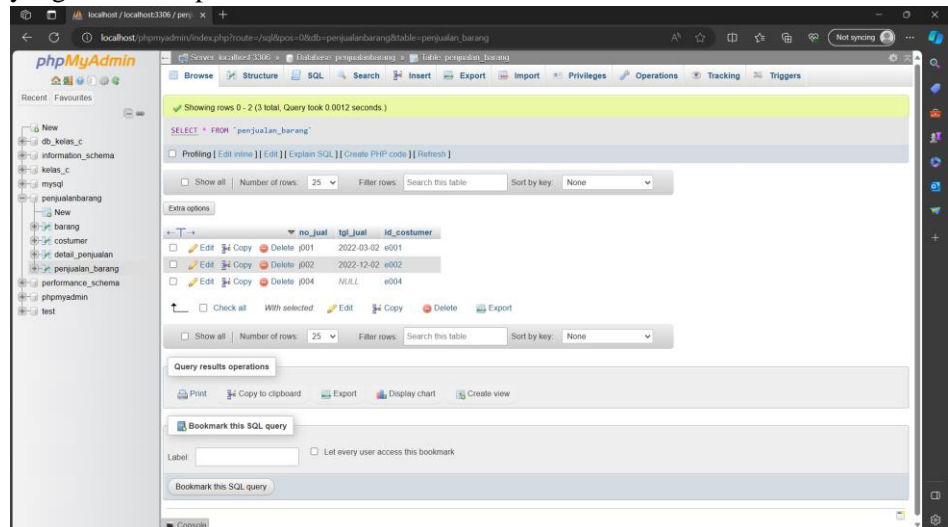 localhost / localhost:3306 / penj
localhost/phpmyadmin/index.php?route=/sql&pos=0&db=penjualanbarang&table=penjualan_barang
Not syncing
phpMyAdmin
Recent Favourites
New
db_kelas_c
information_schema
kelas_c
mysql
penjualanbarang
New
barang
costumer
detail_penjualan
penjualan_barang
performance_schema
phpmyadmin
test
Server: localhost:3306 » Database: penjualanbarang » Table: penjualan_barang
Browse Structure SQL Search Insert Export Import Privileges Operations Tracking Triggers
Showing rows 0 - 2 (3 total, Query took 0.0012 seconds.)
SELECT * FROM `penjualan_barang`
Profiling [ Edit inline ] [ Edit ] [ Explain SQL ] [ Create PHP code ] [ Refresh ]
Show all | Number of rows: 25 Filter rows: Search this table Sort by key: None
Extra options
←T→ no_jual tgl_jual id_costumer
Edit Copy Delete j001 2022-03-02 e001
Edit Copy Delete j002 2022-12-02 e002
Edit Copy Delete j004 NULL e004
Check all With selected: Edit Copy Delete Export
Show all | Number of rows: 25 Filter rows: Search this table Sort by key: None
Query results operations
Print Copy to clipboard Export Display chart Create view
Bookmark this SQL query
Label: Let every user access this bookmark
Bookmark this SQL query
Console